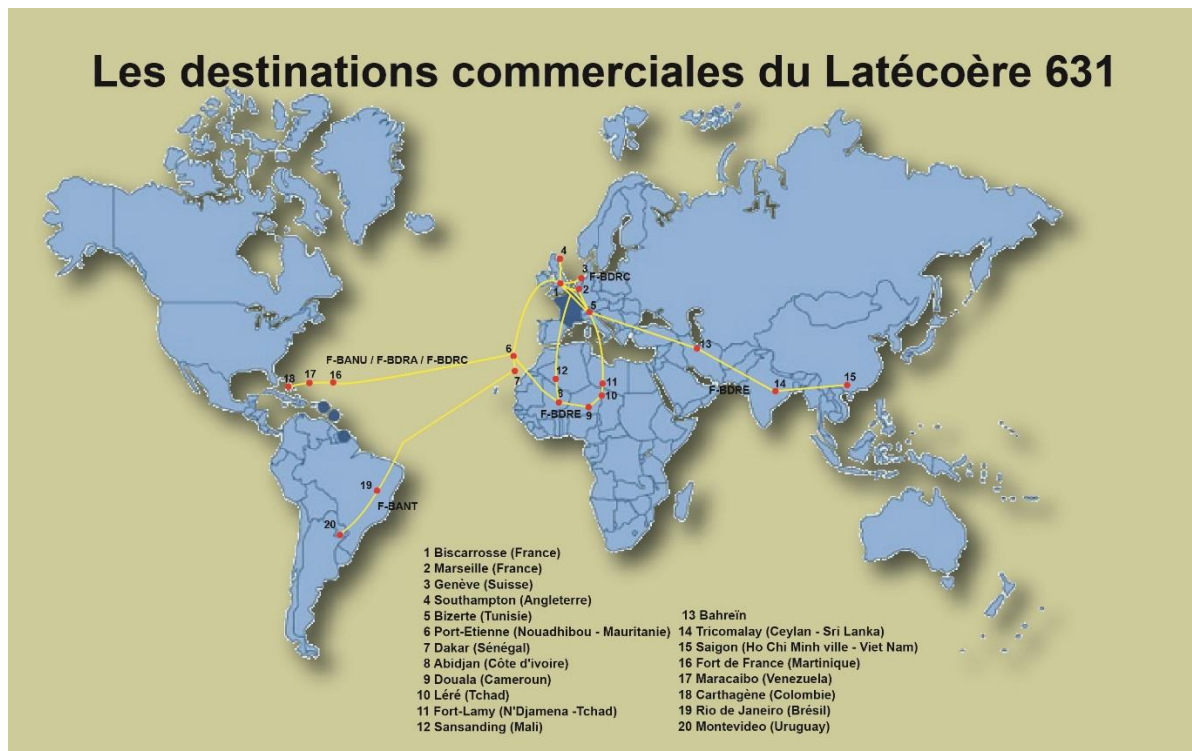 Les destinations commerciales du Latécoère 631
4
3
F-BDRC
1
2
5
6
7
F-BANU / F-BDRA / F-BDRC
18
17
16
13
12
11
10
8
9
F-BDRE
F-BDRE
14
15
19
F-BANT
20
1 Biscarrosse (France)
2 Marseille (France)
3 Genève (Suisse)
4 Southampton (Angleterre)
5 Bizerte (Tunisie)
6 Port-Etienne (Nouadhibou - Mauritanie)
7 Dakar (Sénégal)
8 Abidjan (Côte d'ivoire)
9 Douala (Cameroun)
10 Léré (Tchad)
11 Fort-Lamy (N'Djamena -Tchad)
12 Sansanding (Mali)
13 Bahreïn
14 Tricomalay (Ceylan - Sri Lanka)
15 Saigon (Ho Chi Minh ville - Viet Nam)
16 Fort de France (Martinique)
17 Maracaibo (Venezuela)
18 Carthagène (Colombie)
19 Rio de Janeiro (Brésil)
20 Montevideo (Uruguay)